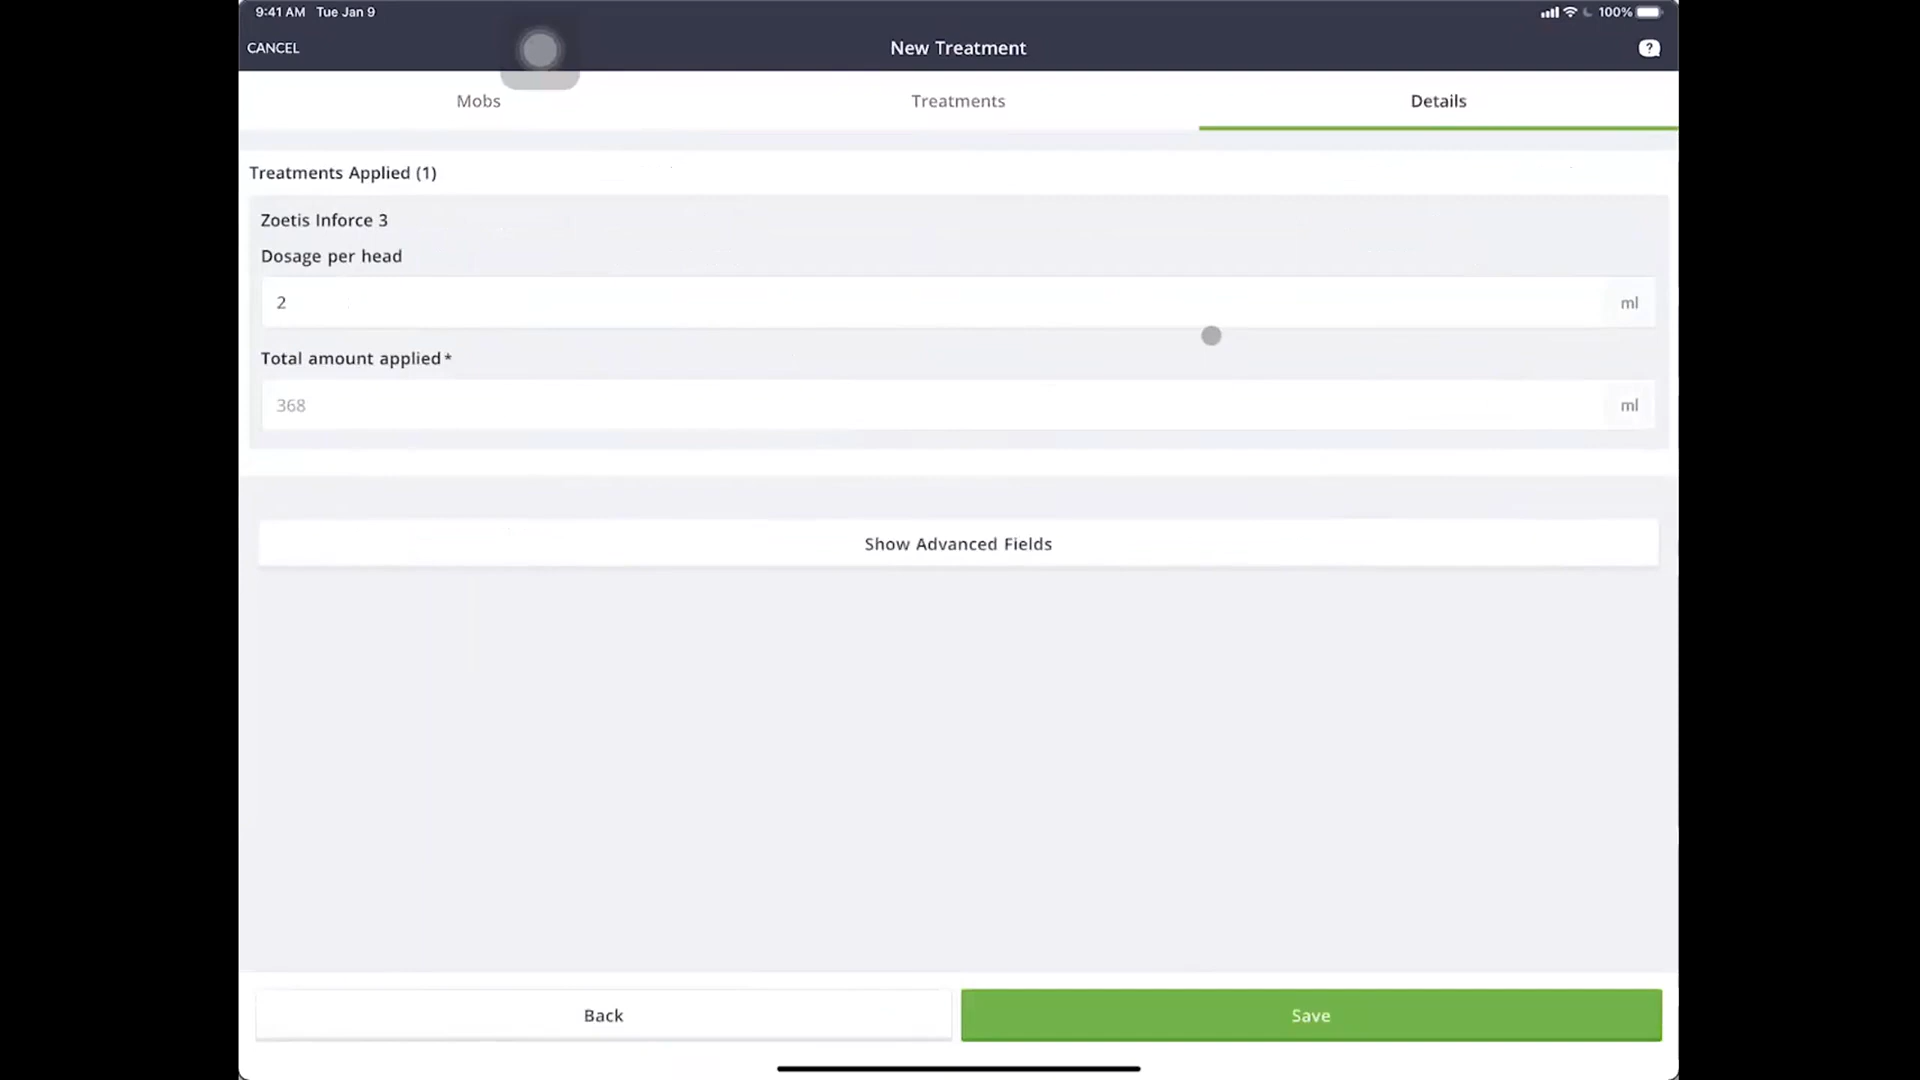 9:41 AM Tue Jan 9
100%
CANCEL
New Treatment
?
Mobs
Treatments
Details
Treatments Applied (1)
Zoetis Inforce 3
Dosage per head
2
ml
Total amount applied*
368
ml
Show Advanced Fields
Back
Save